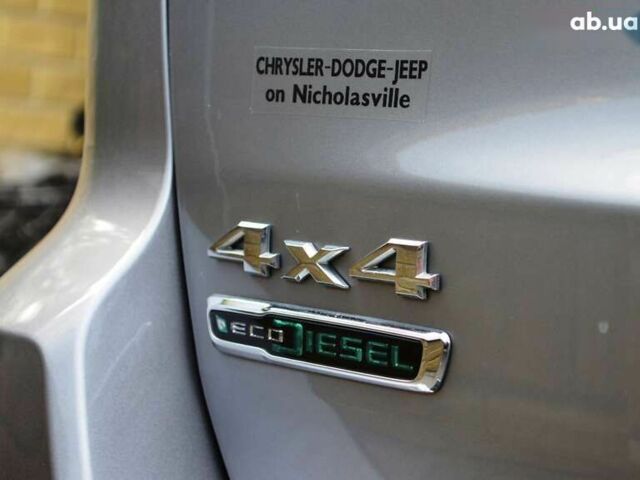 ab.ua
CHRYSLER-DODGE-JEEP
on Nicholasville
4x4
ECODIESEL